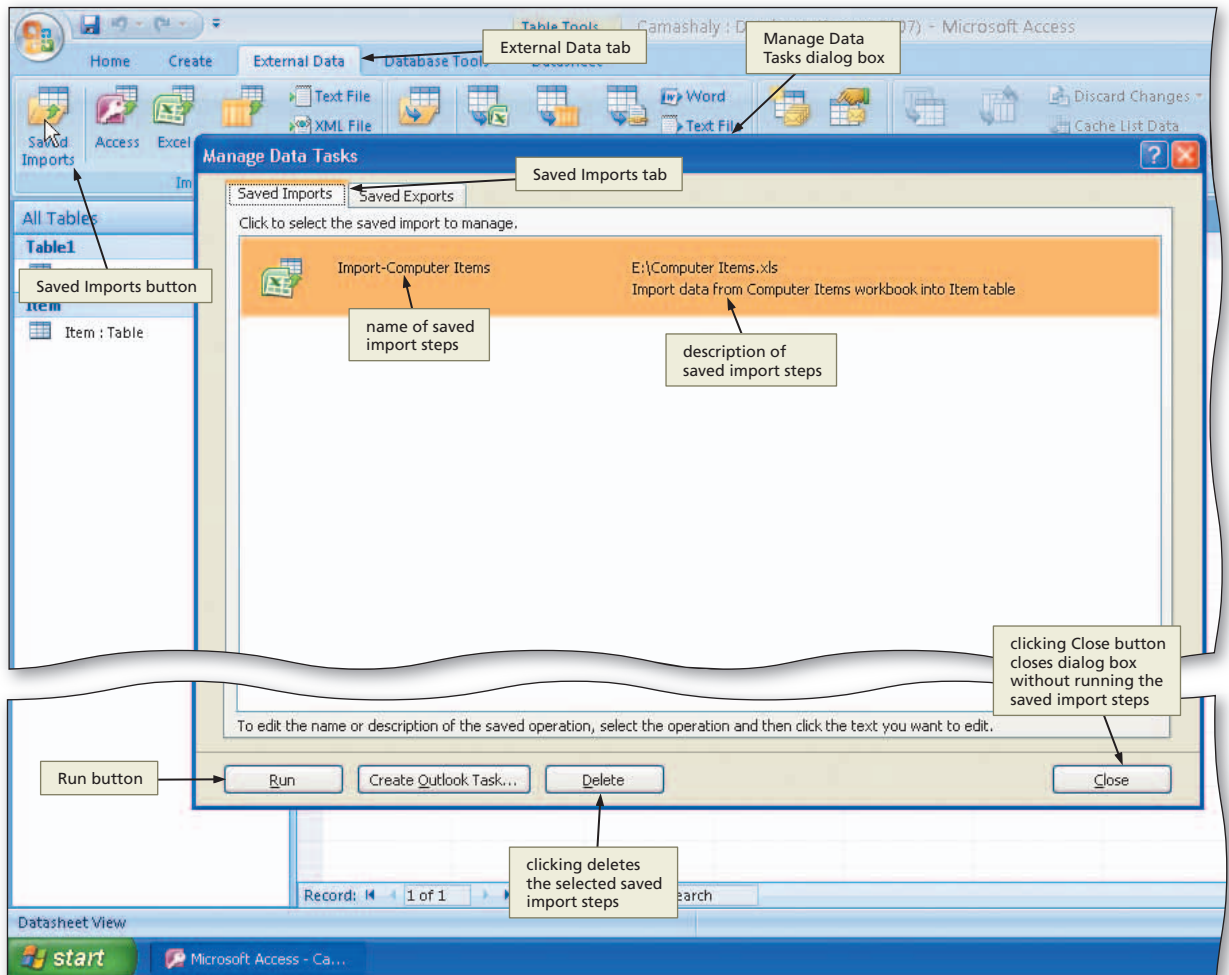 Table Tools
Camashaly : D
07) - Microsoft Access
External Data tab
Manage Data
Tasks dialog box
Home
Create
External Data
Database Tools
Datasheet
Text File
XML File
Word
Text File
Discard Changes
Cache List Data
Saved
Imports
Access
Excel
Im
Manage Data Tasks
Saved Imports tab
Saved Imports
Saved Exports
Click to select the saved import to manage.
All Tables
Table1
Import-Computer Items
E:\Computer Items.xls
Import data from Computer Items workbook into Item table
Saved Imports button
Item
Item : Table
name of saved
import steps
description of
saved import steps
clicking Close button
closes dialog box
without running the
saved import steps
To edit the name or description of the saved operation, select the operation and then click the text you want to edit.
Run button
Run
Create Outlook Task...
Delete
Close
clicking deletes
the selected saved
import steps
Record:
1 of 1
earch
Datasheet View
start
Microsoft Access - Ca...